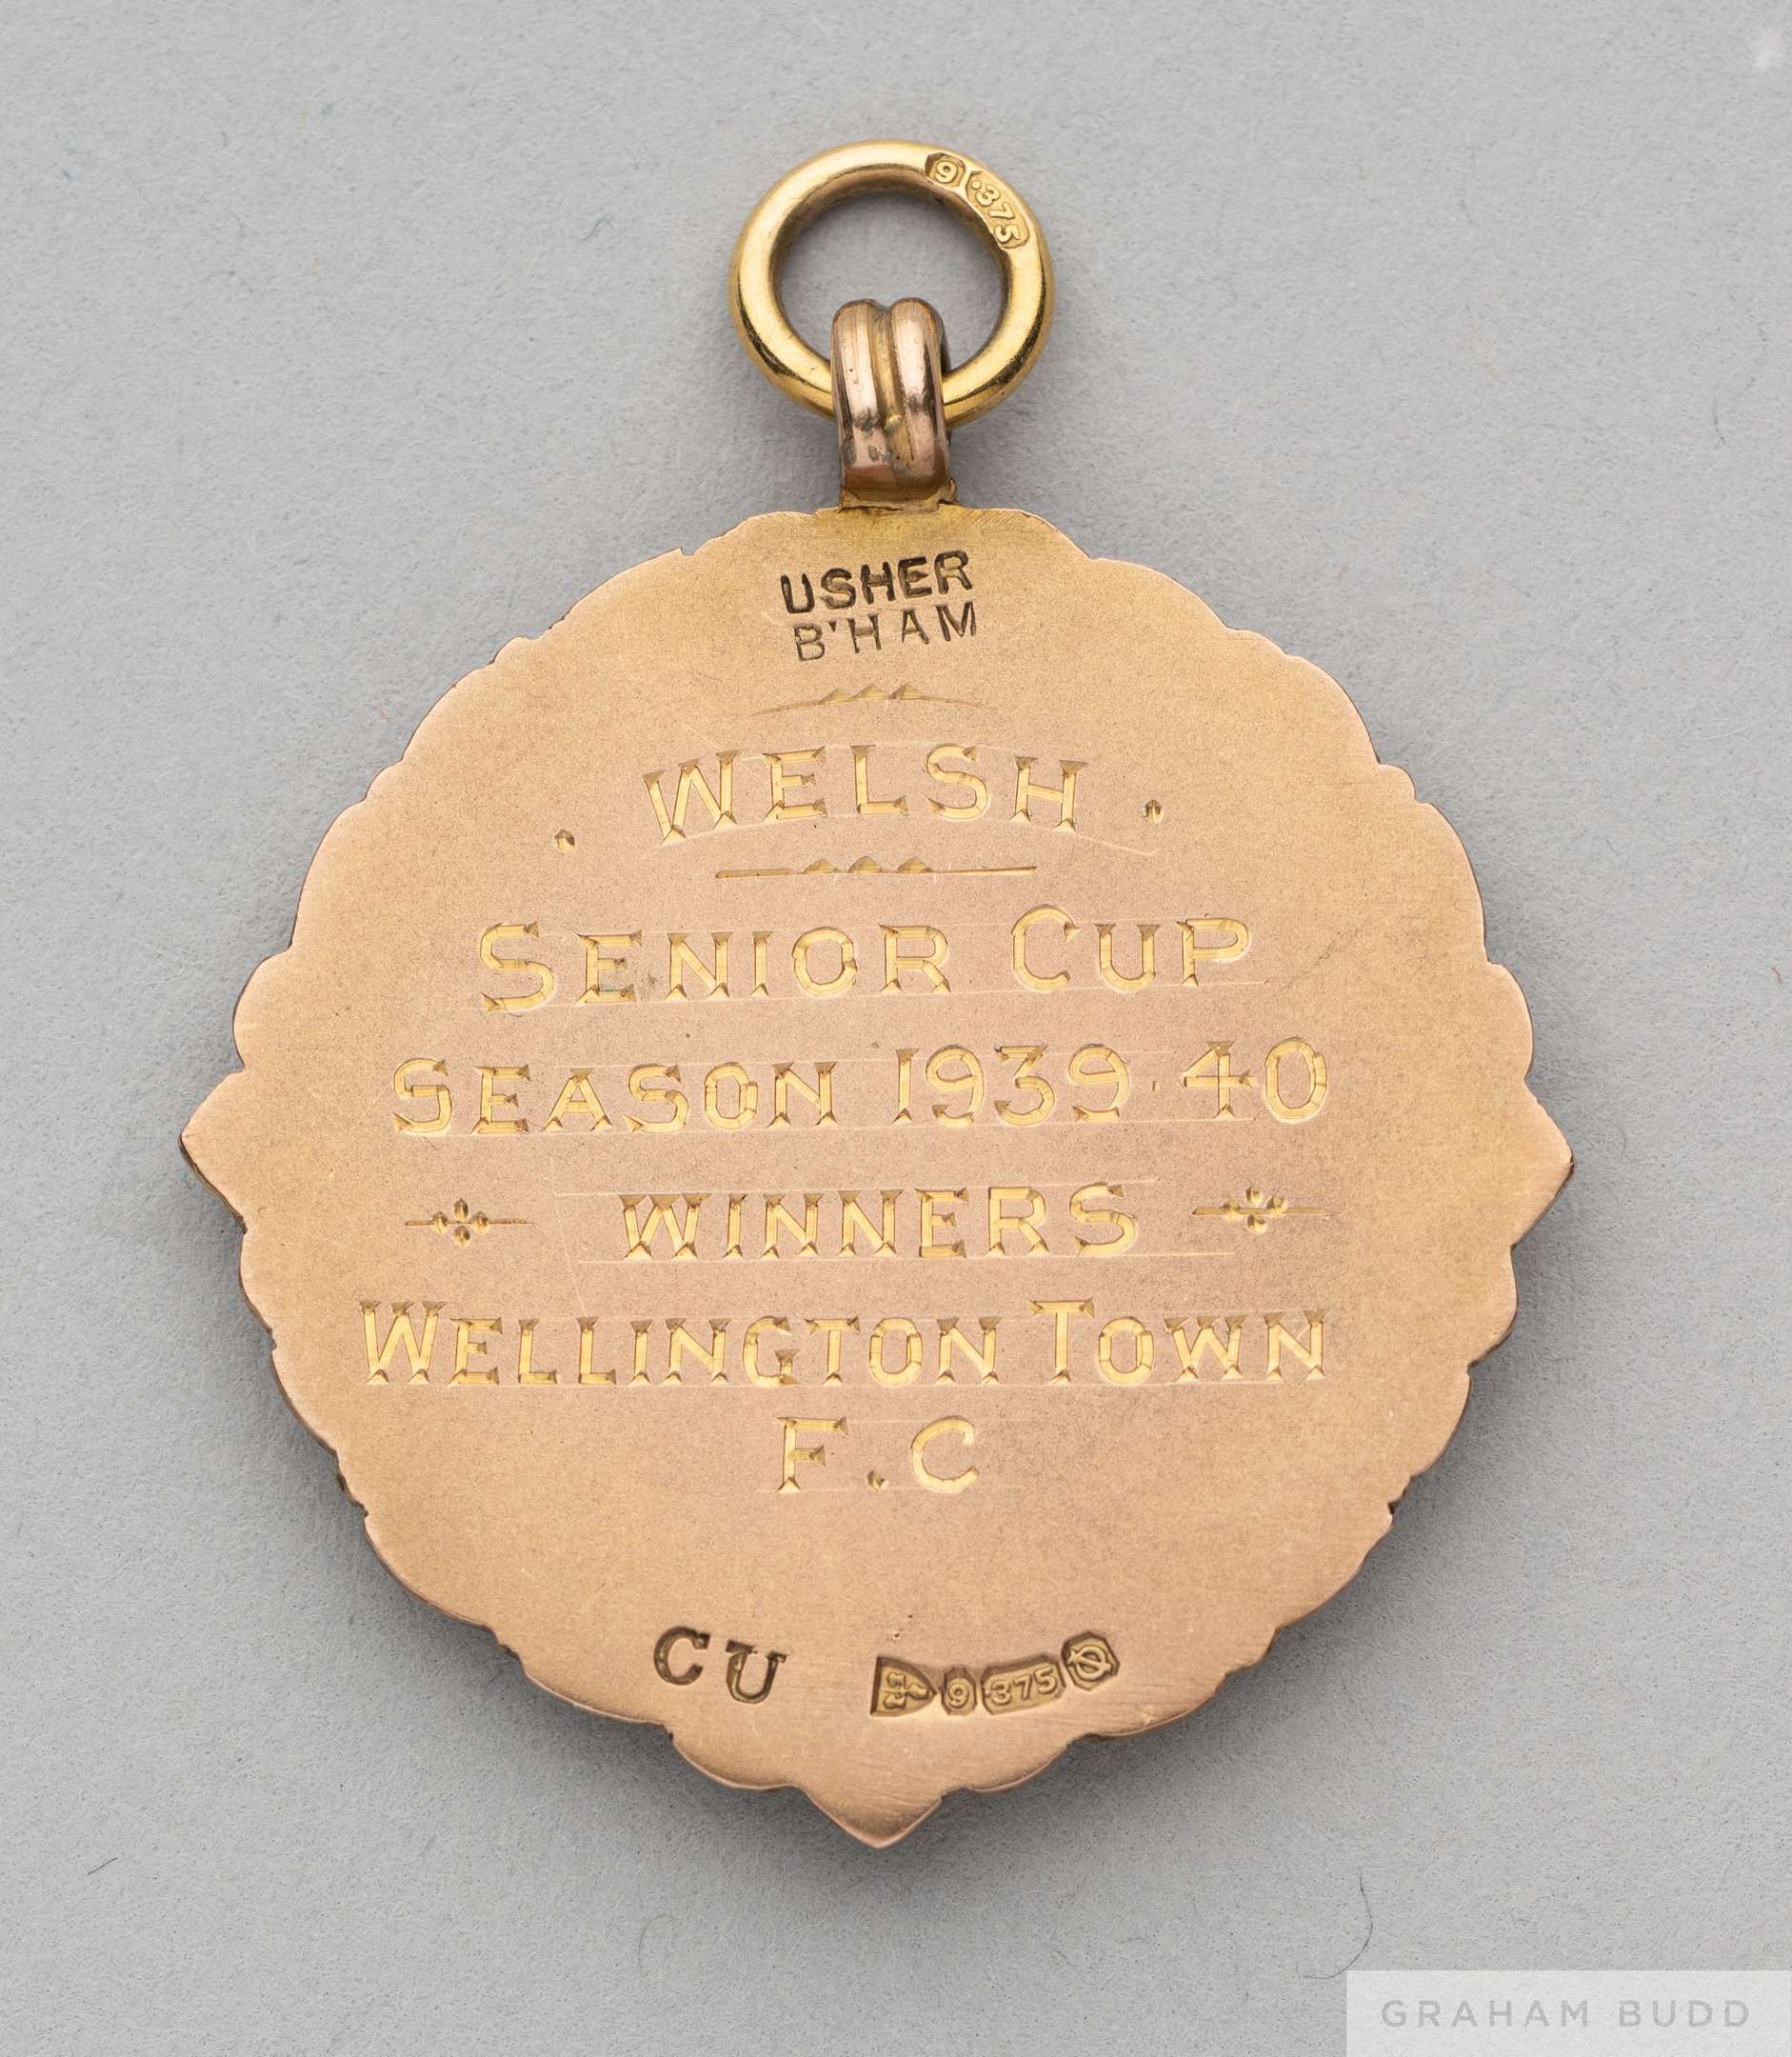 9 .375
USHER
B'HAM
WELSH
SENIOR CUP
SEASON 1939·40
WINNERS
WELLINGTON TOWN
F.C
CU 9 .375
GRAHAM BUDD